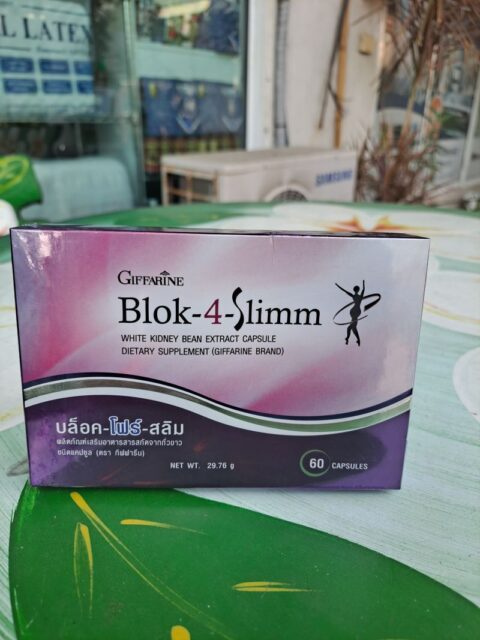 L LATEX
SAMSUNG
GIFFARINE
Blok-4-Slimm
WHITE KIDNEY BEAN EXTRACT CAPSULE
DIETARY SUPPLEMENT (GIFFARINE BRAND)
บล็อค-โฟร์-สลิม
ผลิตภัณฑ์เสริมอาหารสารสกัดจากถั่วขาว
ชนิดแคปซูล (ตรา กิฟฟารีน)
NET WT. 29.76 g
60 CAPSULES